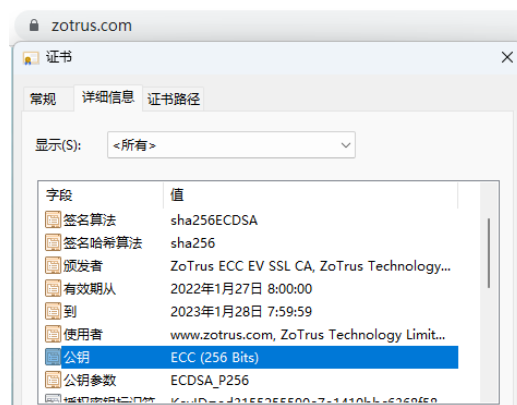 zotrus.com
证书
常规 详细信息 证书路径
显示(S): <所有>
字段 值
签名算法 sha256ECDSA
签名哈希算法 sha256
颁发者 ZoTrus ECC EV SSL CA, ZoTrus Technology...
有效期从 2022年1月27日 8:00:00
到 2023年1月28日 7:59:59
使用者 www.zotrus.com, ZoTrus Technology Limit...
公钥 ECC (256 Bits)
公钥参数 ECDSA_P256